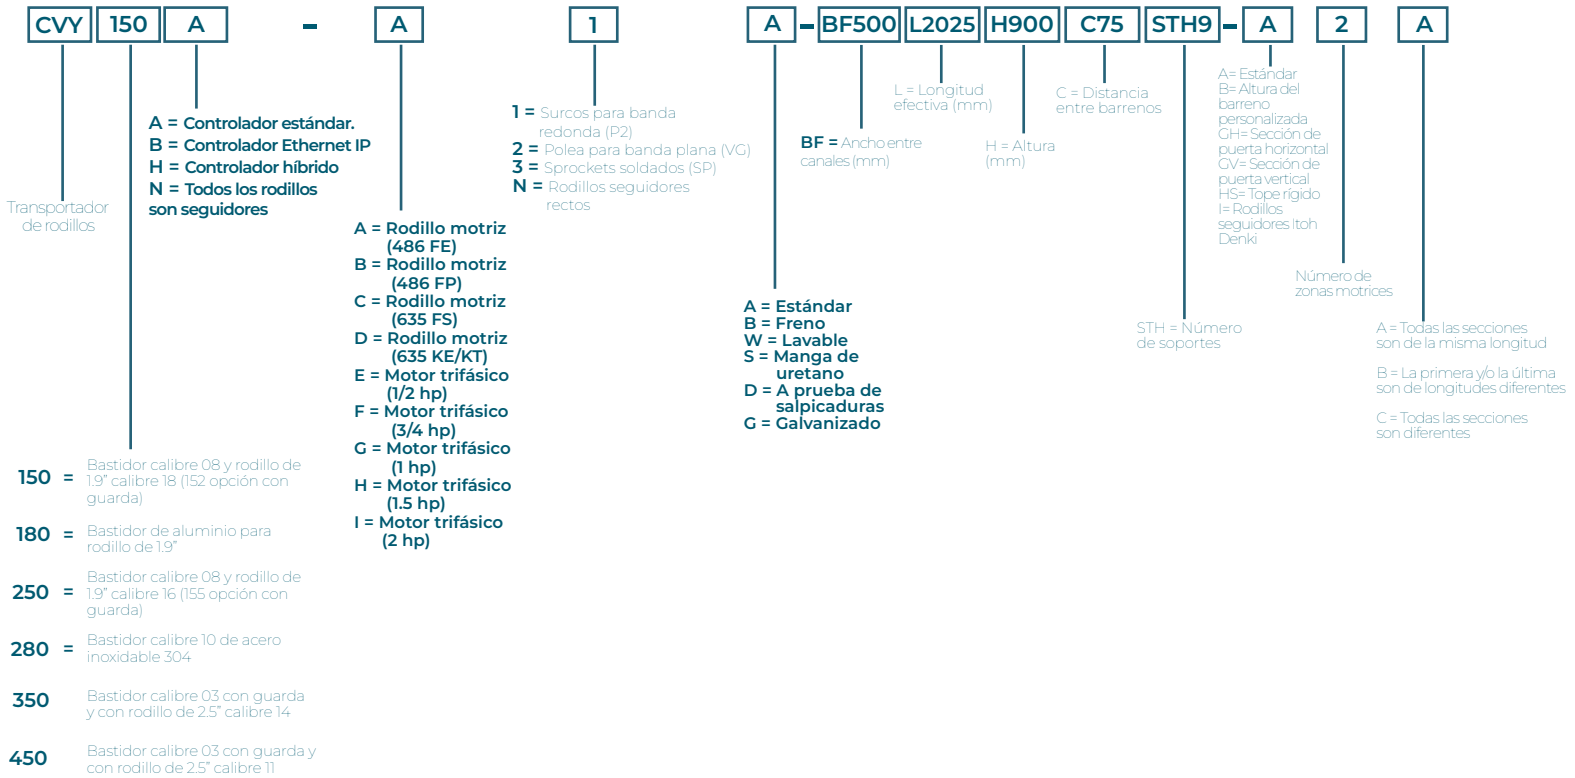 CVY 150 A - A 1 A - BF500 L2025 H900 C75 STH9 - A 2 A
Transportador
de rodillos
A = Controlador estándar.
B = Controlador Ethernet IP
H = Controlador híbrido
N = Todos los rodillos
son seguidores
A = Rodillo motriz
(486 FE)
B = Rodillo motriz
(486 FP)
C = Rodillo motriz
(635 FS)
D = Rodillo motriz
(635 KE/KT)
E = Motor trifásico
(1/2 hp)
F = Motor trifásico
(3/4 hp)
G = Motor trifásico
(1 hp)
H = Motor trifásico
(1.5 hp)
I = Motor trifásico
(2 hp)
1 = Surcos para banda
redonda (P2)
2 = Polea para banda plana (VG)
3 = Sprockets soldados (SP)
N = Rodillos seguidores
rectos
A = Estándar
B = Freno
W = Lavable
S = Manga de
uretano
D = A prueba de
salpicaduras
G = Galvanizado
BF = Ancho entre
canales (mm)
L = Longitud
efectiva (mm)
H = Altura
(mm)
C = Distancia
entre barrenos
STH = Número
de soportes
A= Estándar
B= Altura del
barreno
personalizada
GH= Sección de
puerta horizontal
GV= Sección de
puerta vertical
HS= Tope rígido
I= Rodillos
seguidores Itoh
Denki
Número de
zonas motrices
A = Todas las secciones
son de la misma longitud
B = La primera y/o la última
son de longitudes diferentes
C = Todas las secciones
son diferentes
150 = Bastidor calibre 08 y rodillo de
1.9” calibre 18 (152 opción con
guarda)
180 = Bastidor de aluminio para
rodillo de 1.9”
250 = Bastidor calibre 08 y rodillo de
1.9” calibre 16 (155 opción con
guarda)
280 = Bastidor calibre 10 de acero
inoxidable 304
350 Bastidor calibre 03 con guarda
y con rodillo de 2.5” calibre 14
450 Bastidor calibre 03 con guarda y
con rodillo de 2.5” calibre 11